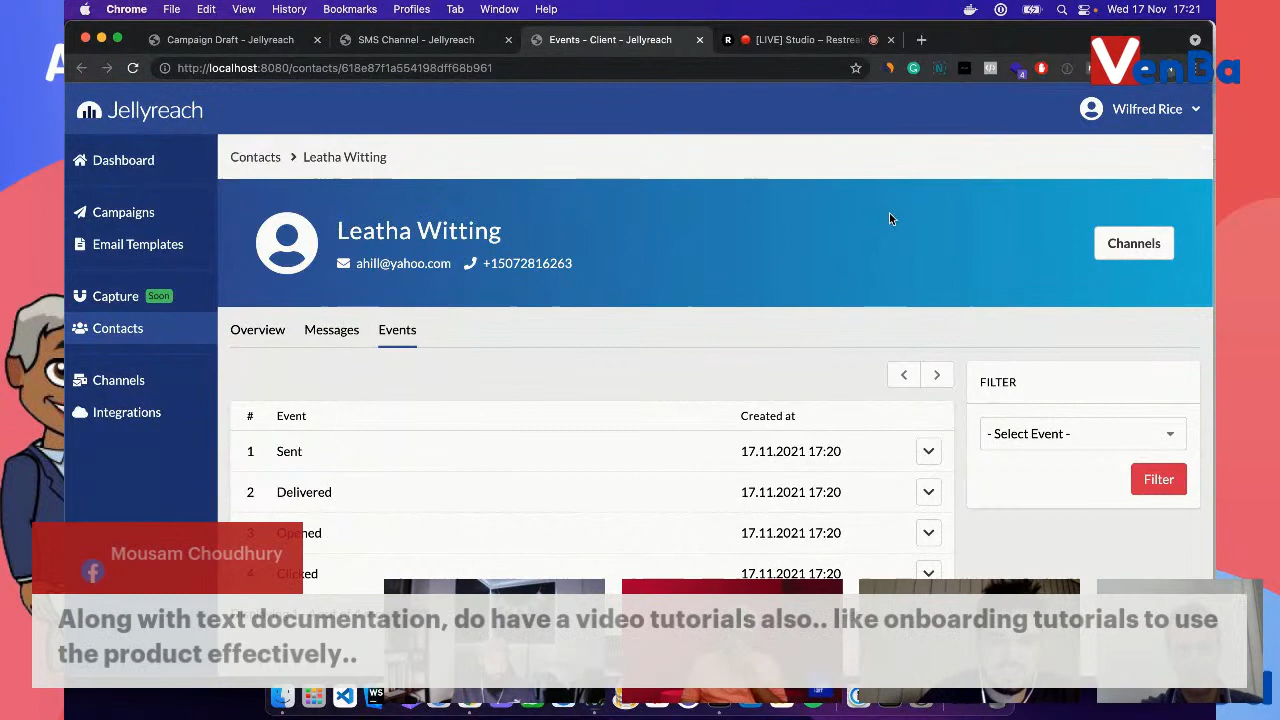 Chrome File Edit View History Bookmarks Profiles Tab Window Help Wed 17 Nov 17:21
Campaign Draft - Jellyreach
SMS Channel - Jellyreach
Events - Client - Jellyreach
[LIVE] Studio – Restrea
http://localhost:8080/contacts/618e87f1a554198dff68b961
VenBa
Jellyreach
Wilfred Rice
Dashboard
Campaigns
Email Templates
Capture Soon
Contacts
Channels
Integrations
Contacts > Leatha Witting
Leatha Witting
ahill@yahoo.com +15072816263
Channels
Overview Messages Events
FILTER
- Select Event -
Filter
# Event Created at
1 Sent 17.11.2021 17:20
2 Delivered 17.11.2021 17:20
3 Opened 17.11.2021 17:20
4 Clicked 17.11.2021 17:20
Mousam Choudhury
Along with text documentation, do have a video tutorials also.. like onboarding tutorials to use
the product effectively..